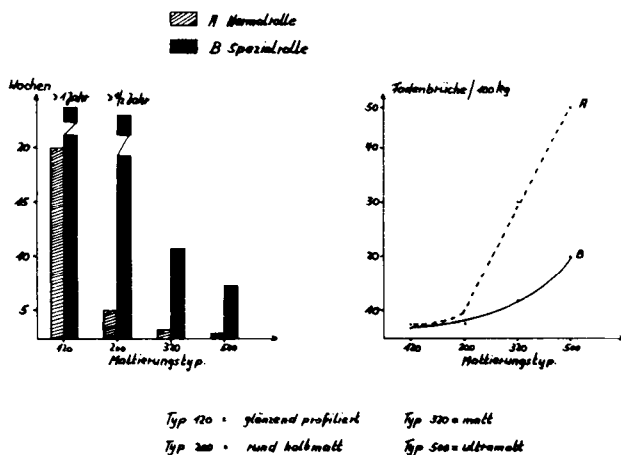 A Normalrolle
B Spezialrolle
Wochen
>1 Jahr
>1/2 Jahr
20
15
10
5
120 200 320 500
Mattierungstyp.
Fadenbrüche/100kg
50
40
30
20
10
A
B
120 200 320 500
Mattierungstyp.
Typ 120 = glänzend profiliert
Typ 320 = matt
Typ 200 = rund halbmatt
Typ 500 = ultramatt